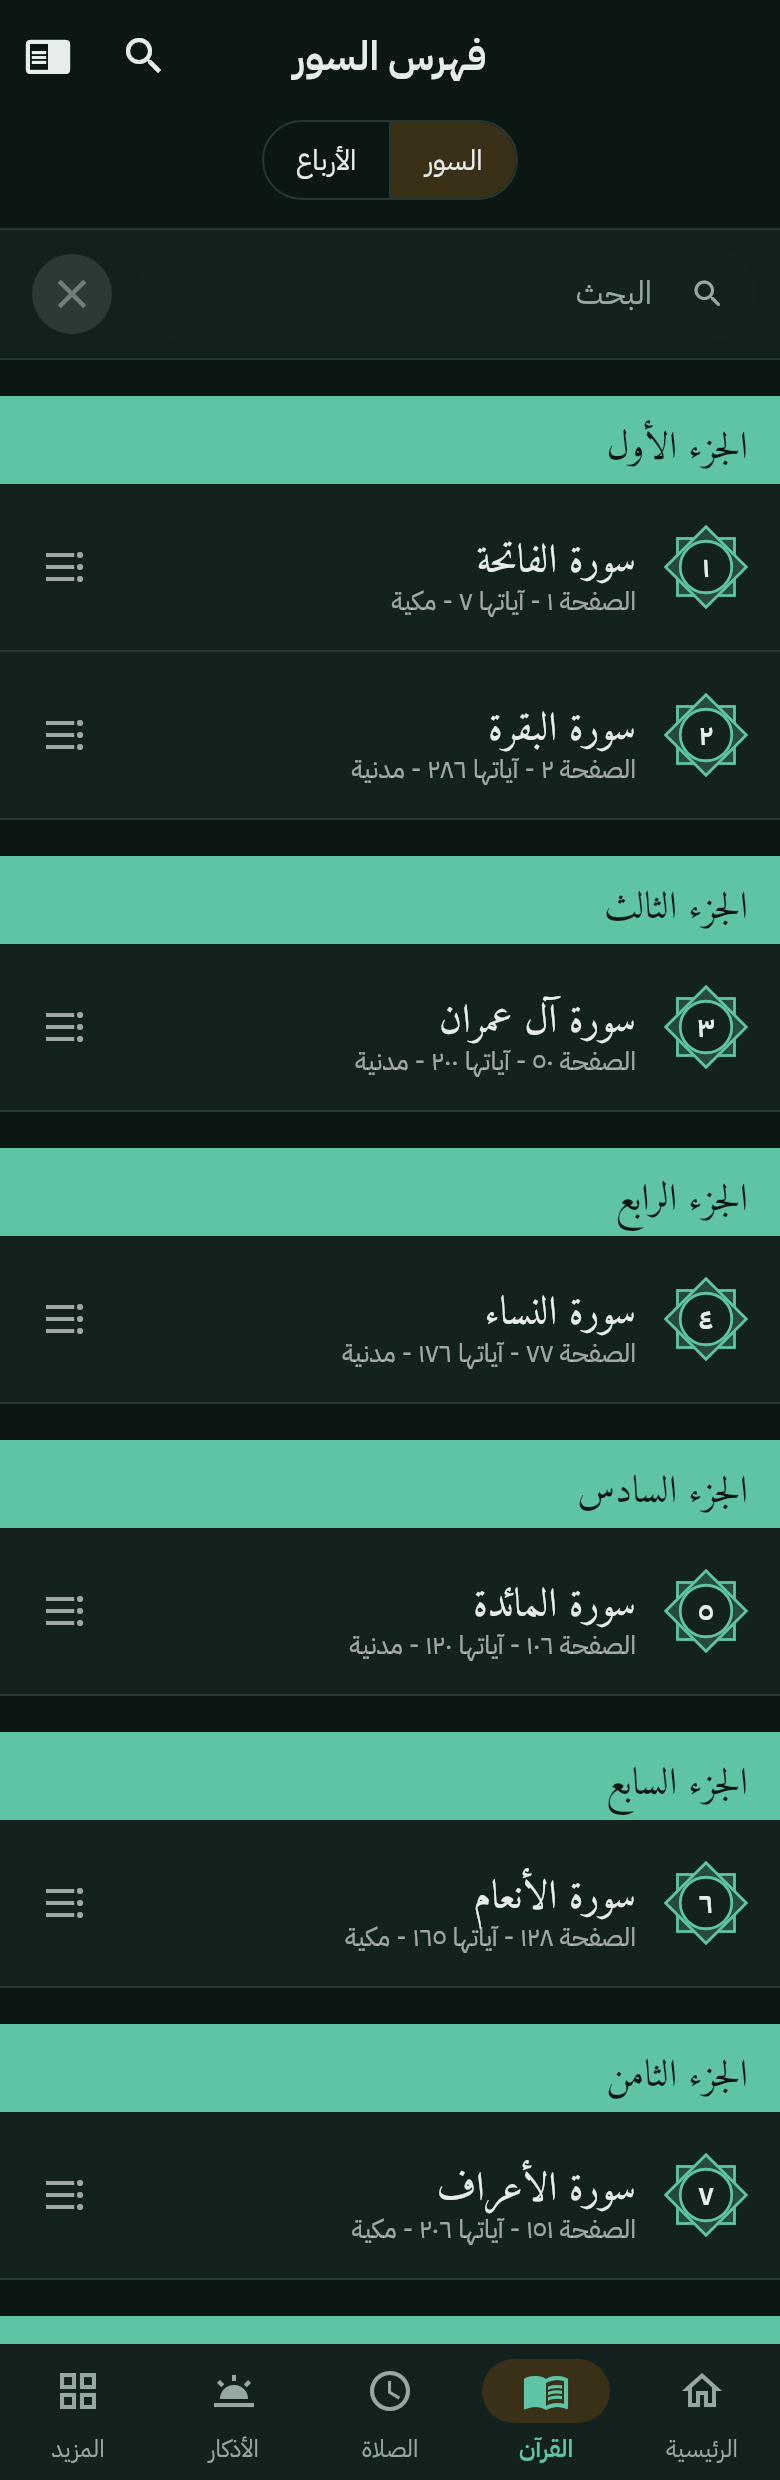 فهرس السور
السور
الأرباع
البحث
الجزء الأول
١
سورة الفاتحة
الصفحة ١ - آياتها ٧ - مكية
٢
سورة البقرة
الصفحة ٢ - آياتها ٢٨٦ - مدنية
الجزء الثالث
٣
سورة آل عمران
الصفحة ٥٠ - آياتها ٢٠٠ - مدنية
الجزء الرابع
٤
سورة النساء
الصفحة ٧٧ - آياتها ١٧٦ - مدنية
الجزء السادس
٥
سورة المائدة
الصفحة ١٠٦ - آياتها ١٢٠ - مدنية
الجزء السابع
٦
سورة الأنعام
الصفحة ١٢٨ - آياتها ١٦٥ - مكية
الجزء الثامن
٧
سورة الأعراف
الصفحة ١٥١ - آياتها ٢٠٦ - مكية
الرئيسية
القرآن
الصلاة
الأذكار
المزيد